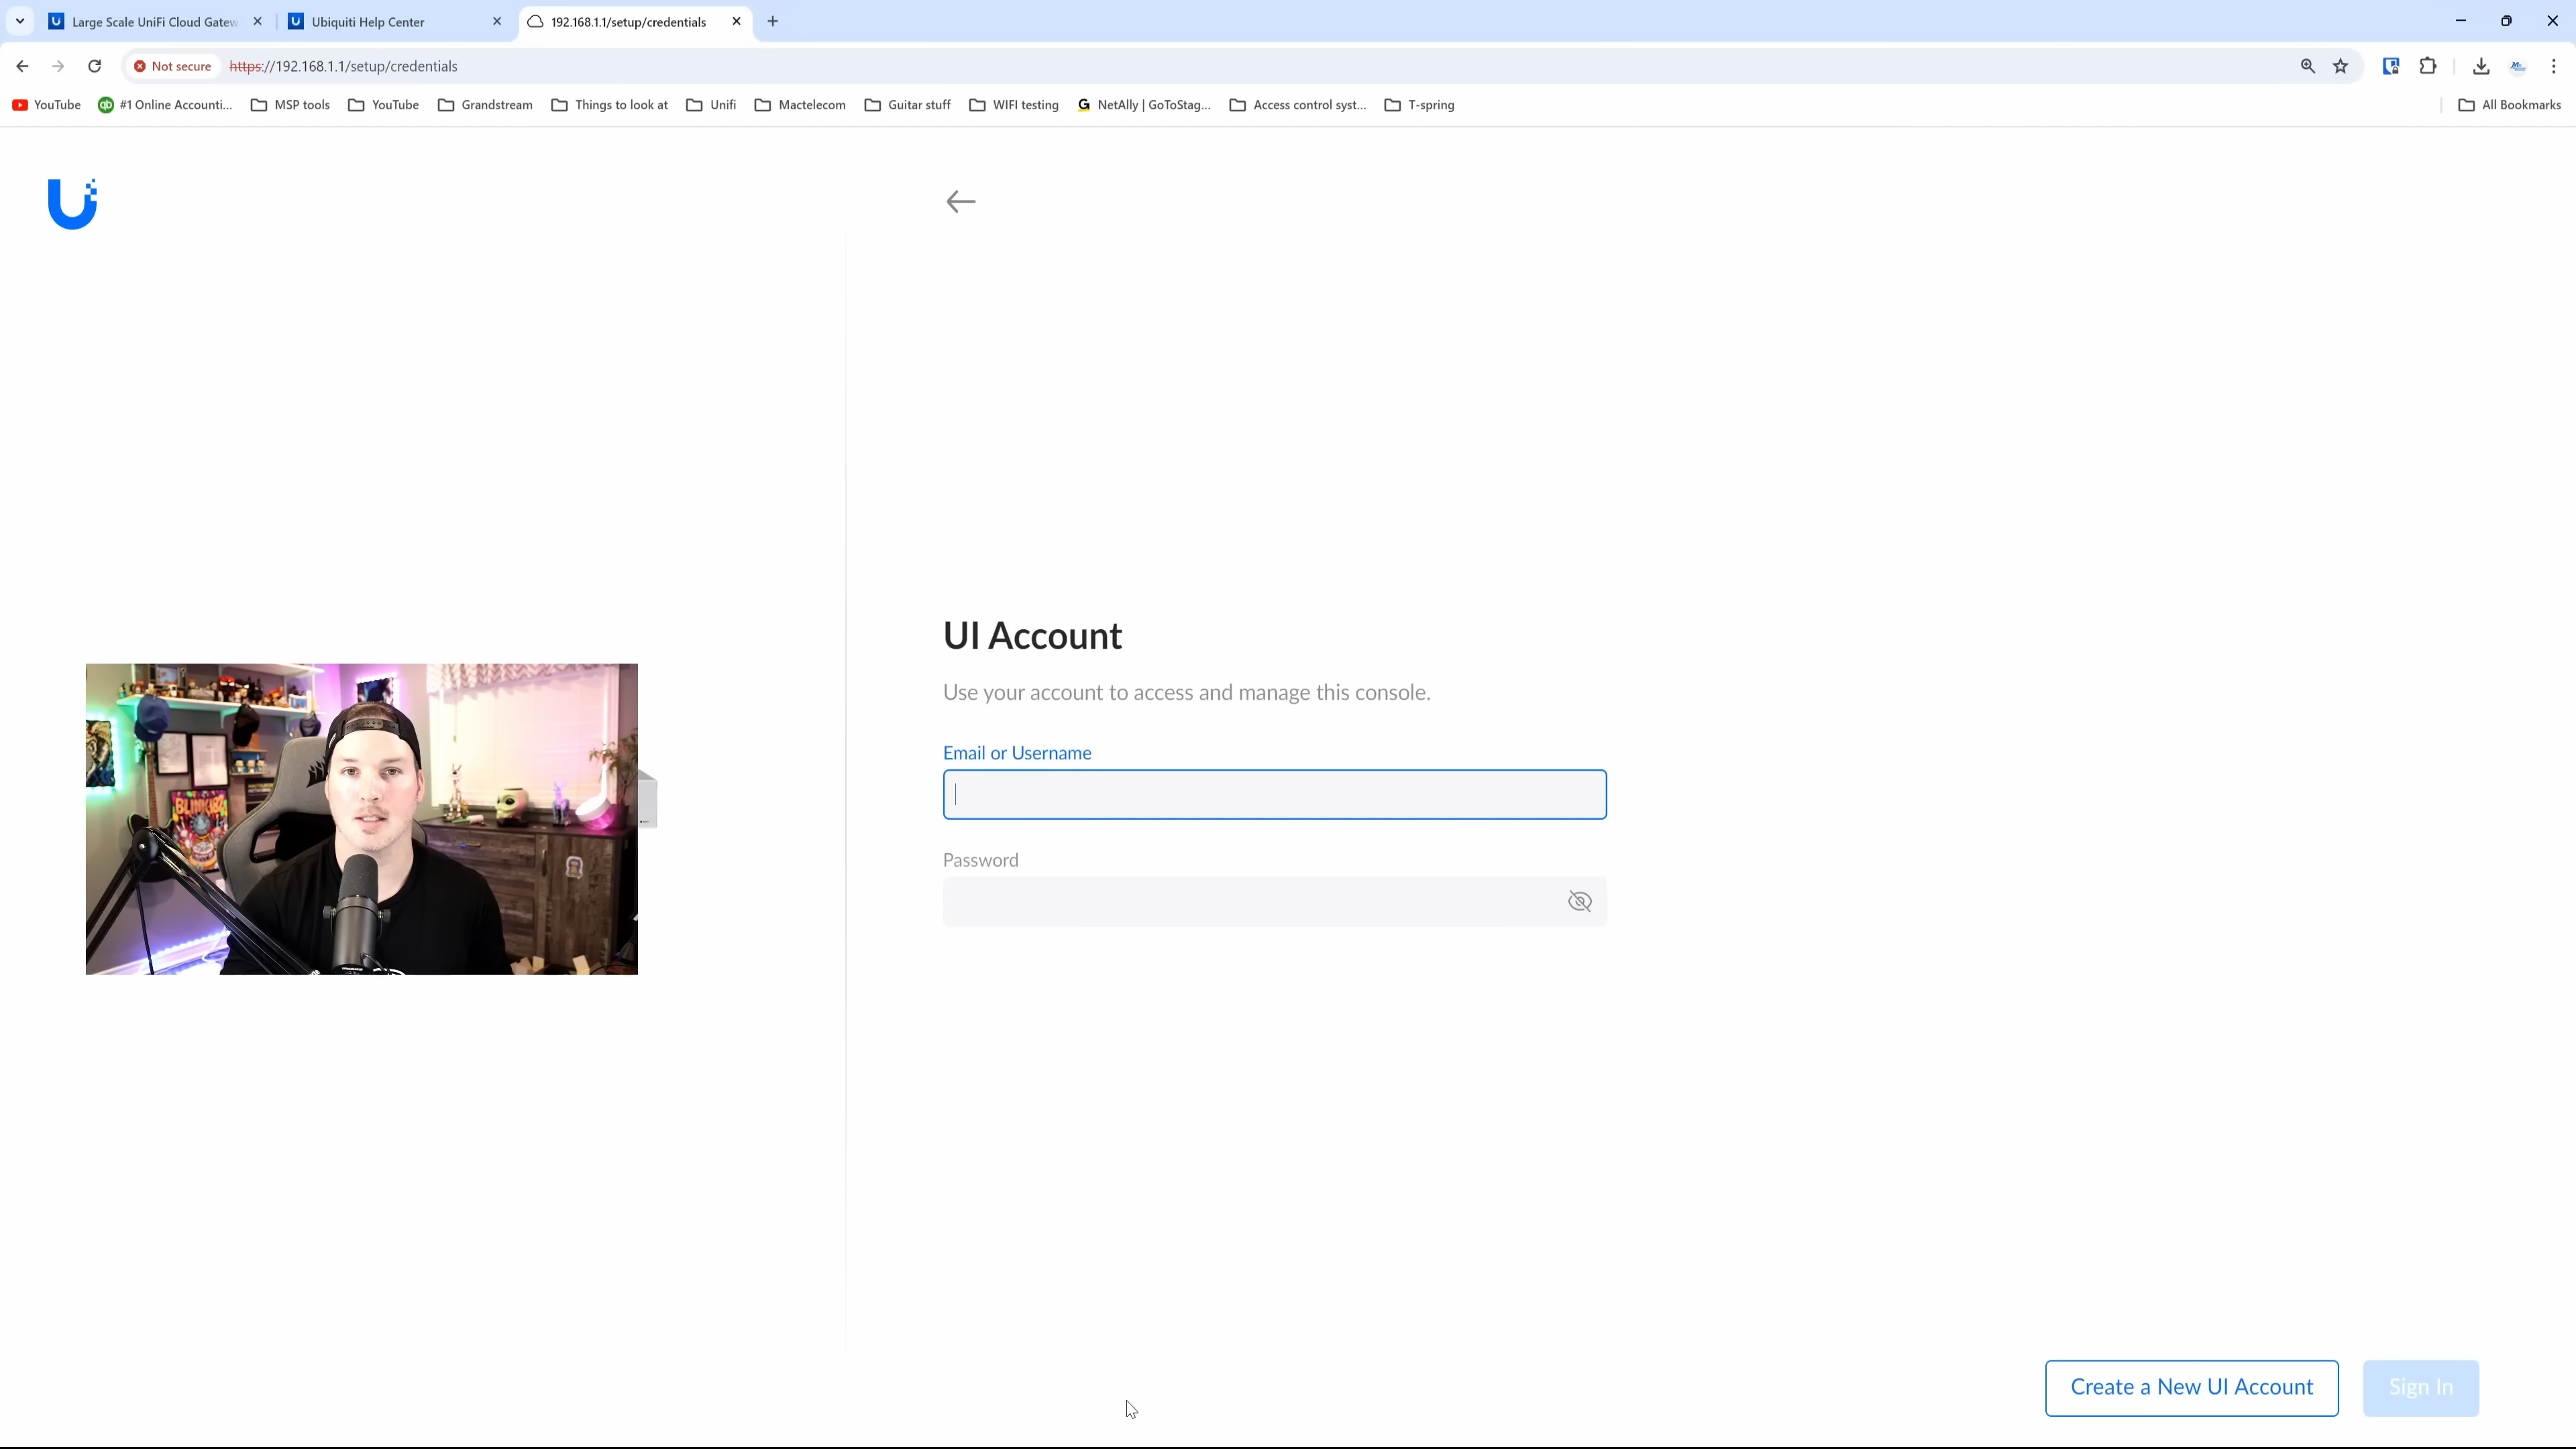 Large Scale UniFi Cloud Gatew
Ubiquiti Help Center
192.168.1.1/setup/credentials
Not secure
https://192.168.1.1/setup/credentials
YouTube
#1 Online Accounti...
MSP tools
YouTube
Grandstream
Things to look at
Unifi
Mactelecom
Guitar stuff
WIFI testing
NetAlly | GoToStag...
Access control syst...
T-spring
All Bookmarks
UI Account
Use your account to access and manage this console.
Email or Username
Password
Create a New UI Account
Sign In